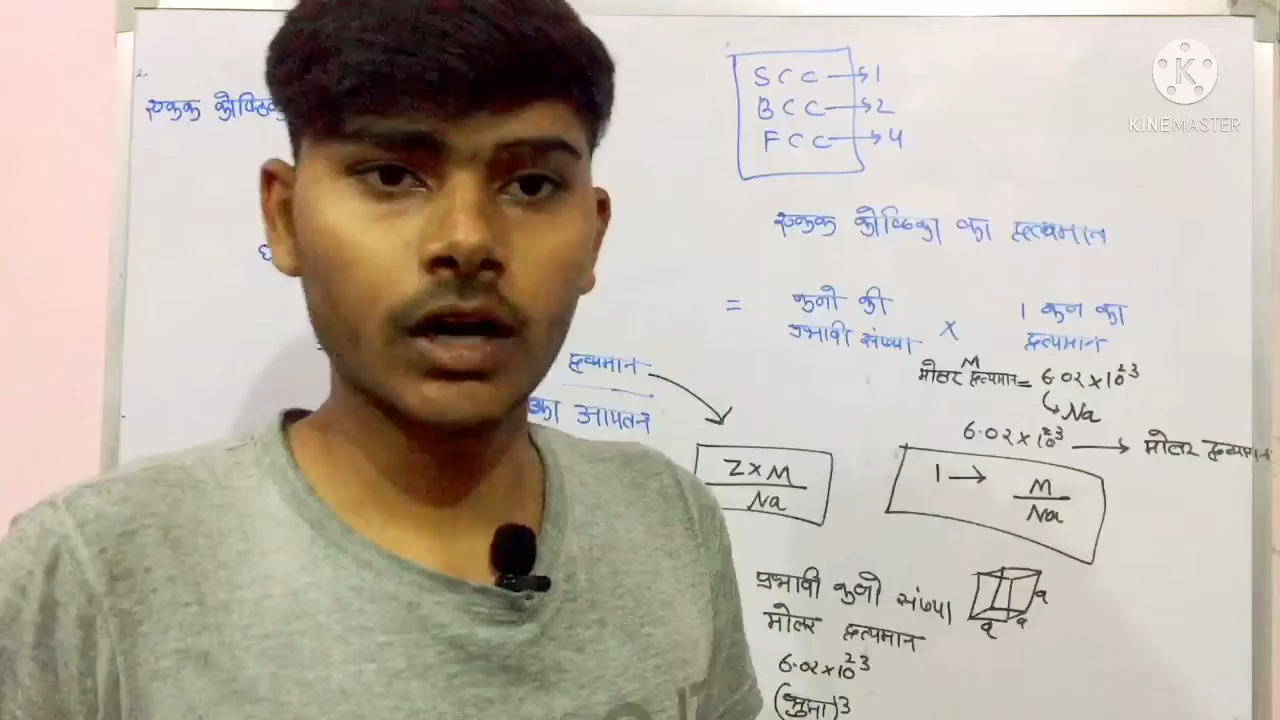 एकक कोष्ठिका
SCC → 1
BCC → 2
FCC → 4
KINEMASTER
एकक कोष्ठिका का द्रव्यमान
= कणो की प्रभावी संख्या × 1 कण का द्रव्यमान
M
मोलर द्रव्यमान = 6.02×10²³
↳ Na
6.02×10²³ → मोलर द्रव्यमान
द्रव्यमान
का आयतन
Z×M
Na
1 → M
Na
प्रभावी कणो संख्या
a
a
a
मोलर द्रव्यमान
6.02×10²³
(भुजा)³